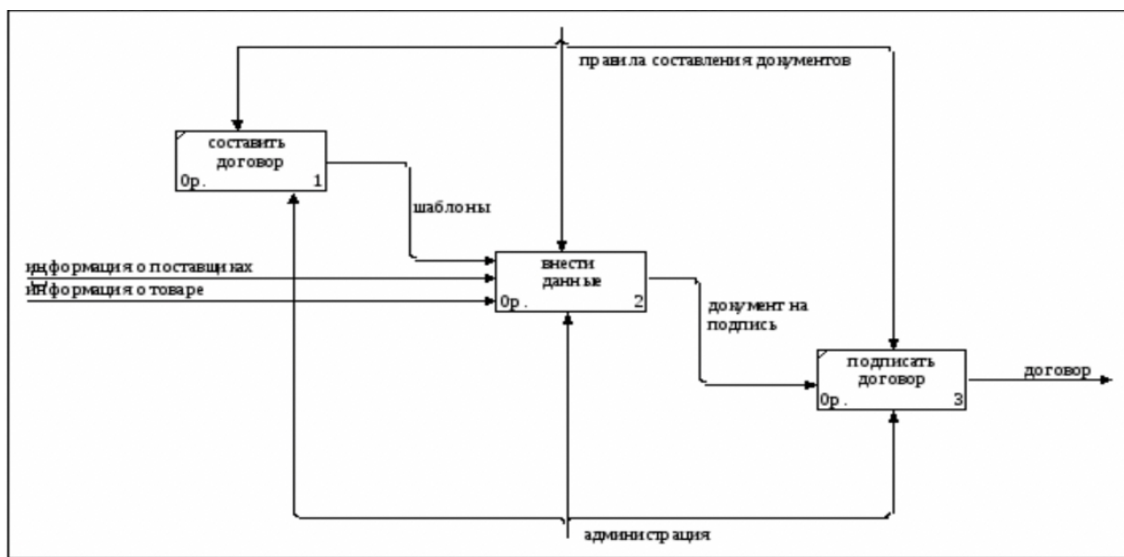 правила составления документов
составить
договор
0р. 1
шаблоны
информация о поставщиках
информация о товаре
внести
данные
0р. 2
документ на
подпись
подписать
договор
0р. 3
договор
администрация